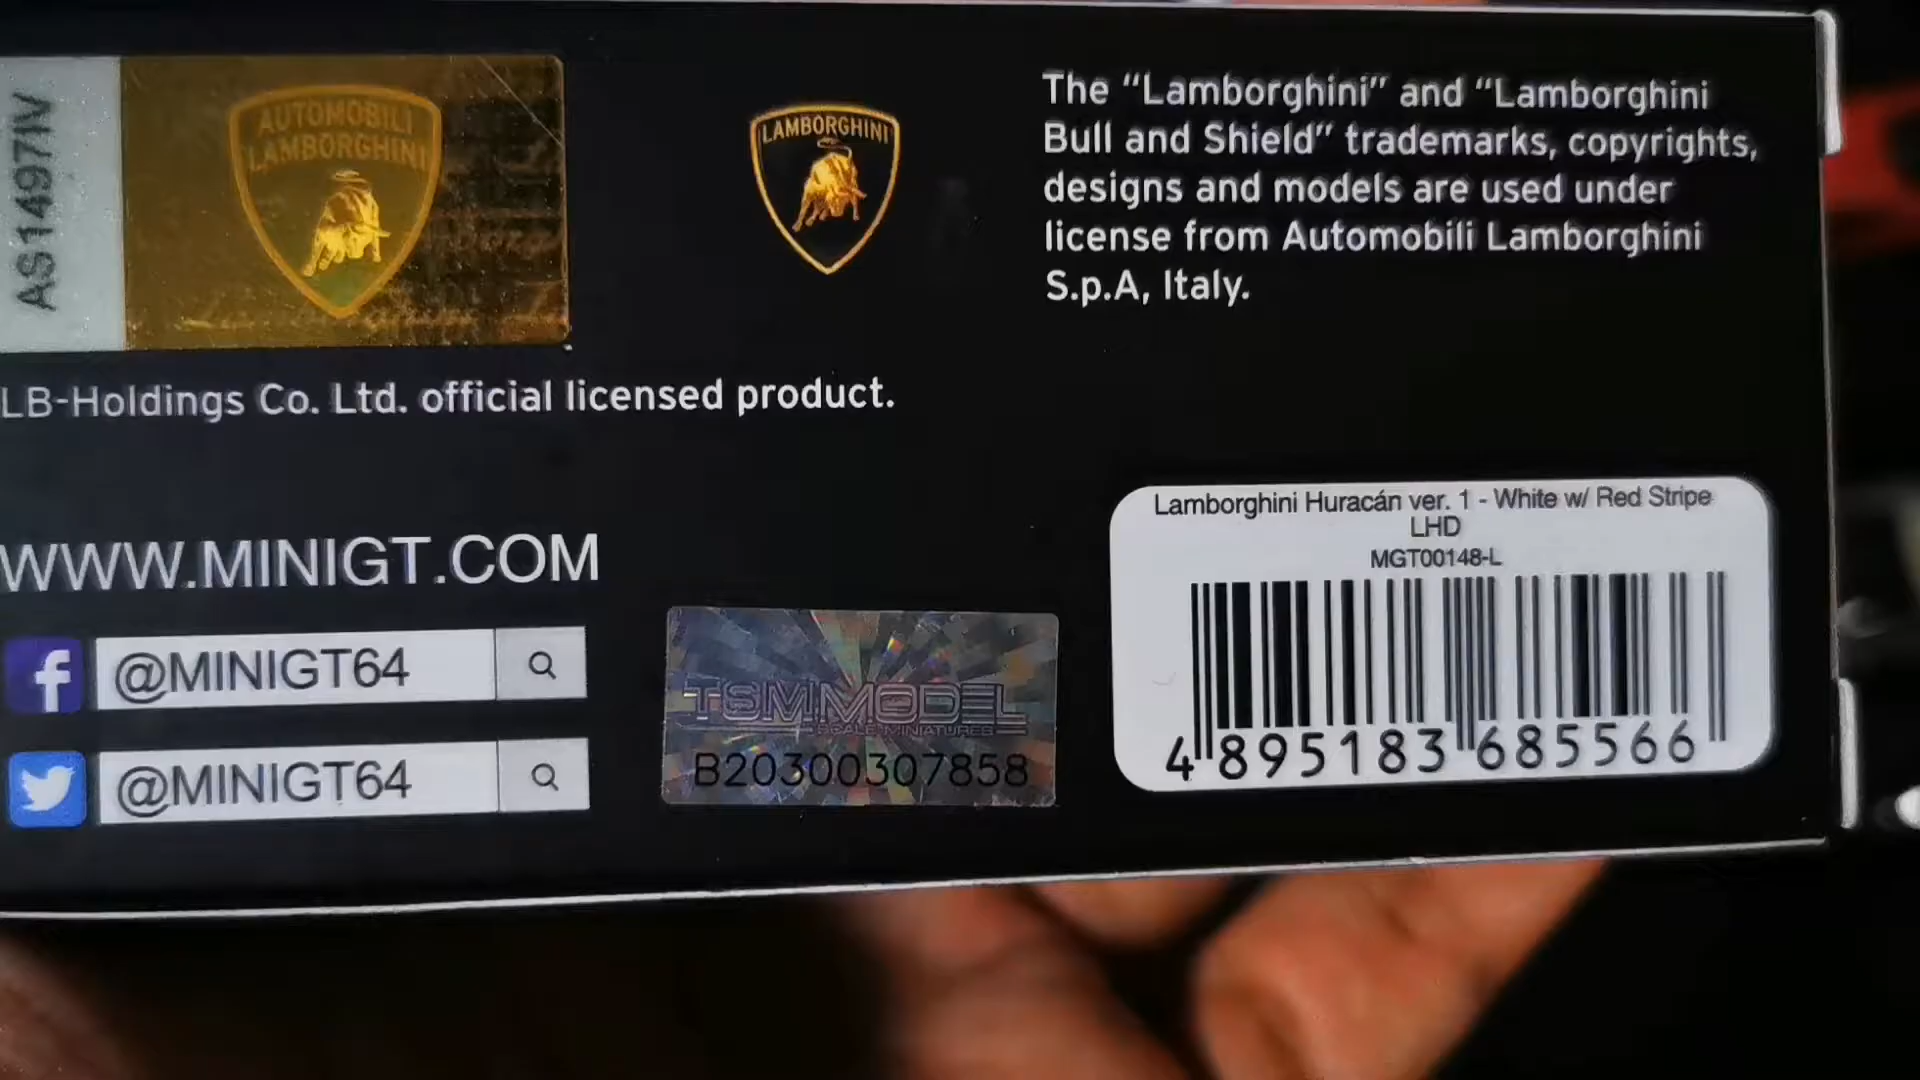 AS11497IV
AUTOMOBILI
LAMBORGHINI
LAMBORGHINI
The “Lamborghini” and “Lamborghini
Bull and Shield” trademarks, copyrights,
designs and models are used under
license from Automobili Lamborghini
S.p.A, Italy.
LB-Holdings Co. Ltd. official licensed product.
WWW.MINIGT.COM
@MINIGT64
@MINIGT64
TSMMODEL
SCALE MINIATURES
B20300307858
Lamborghini Huracán ver. 1 - White w/ Red Stripe
LHD
MGT00148-L
4 895183 685566